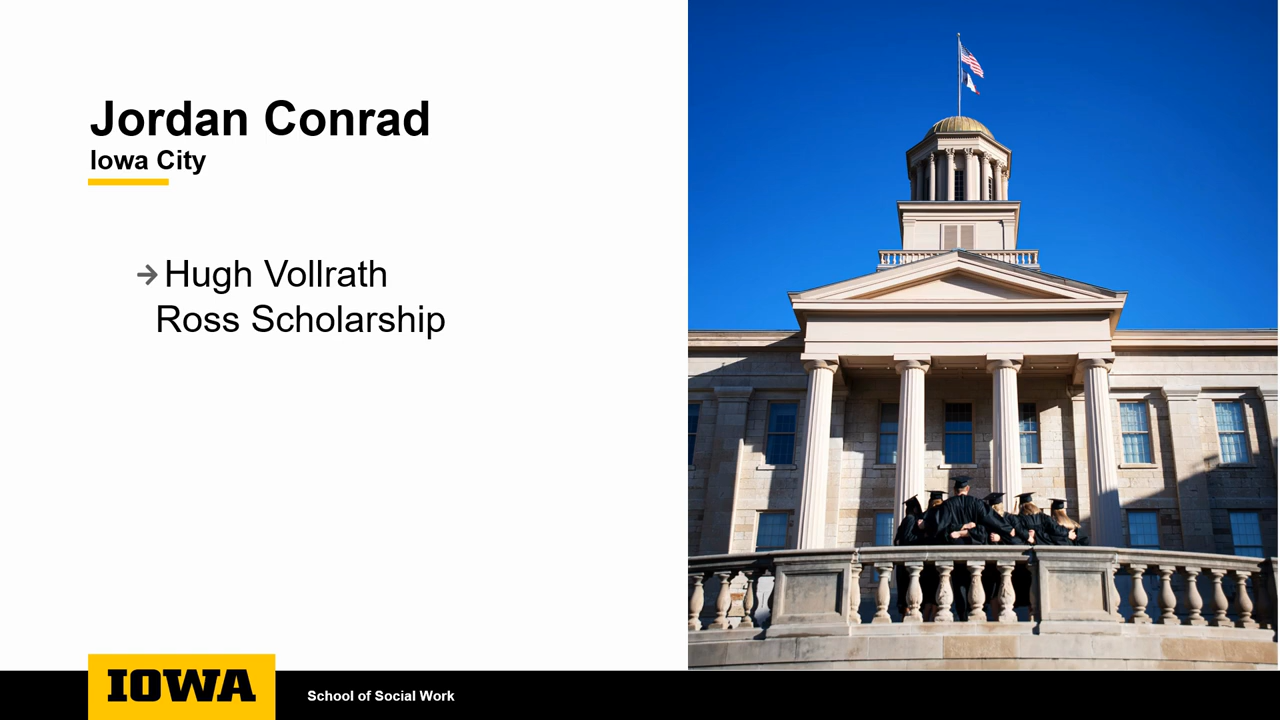 Jordan Conrad
Iowa City
Hugh Vollrath
Ross Scholarship
IOWA
School of Social Work